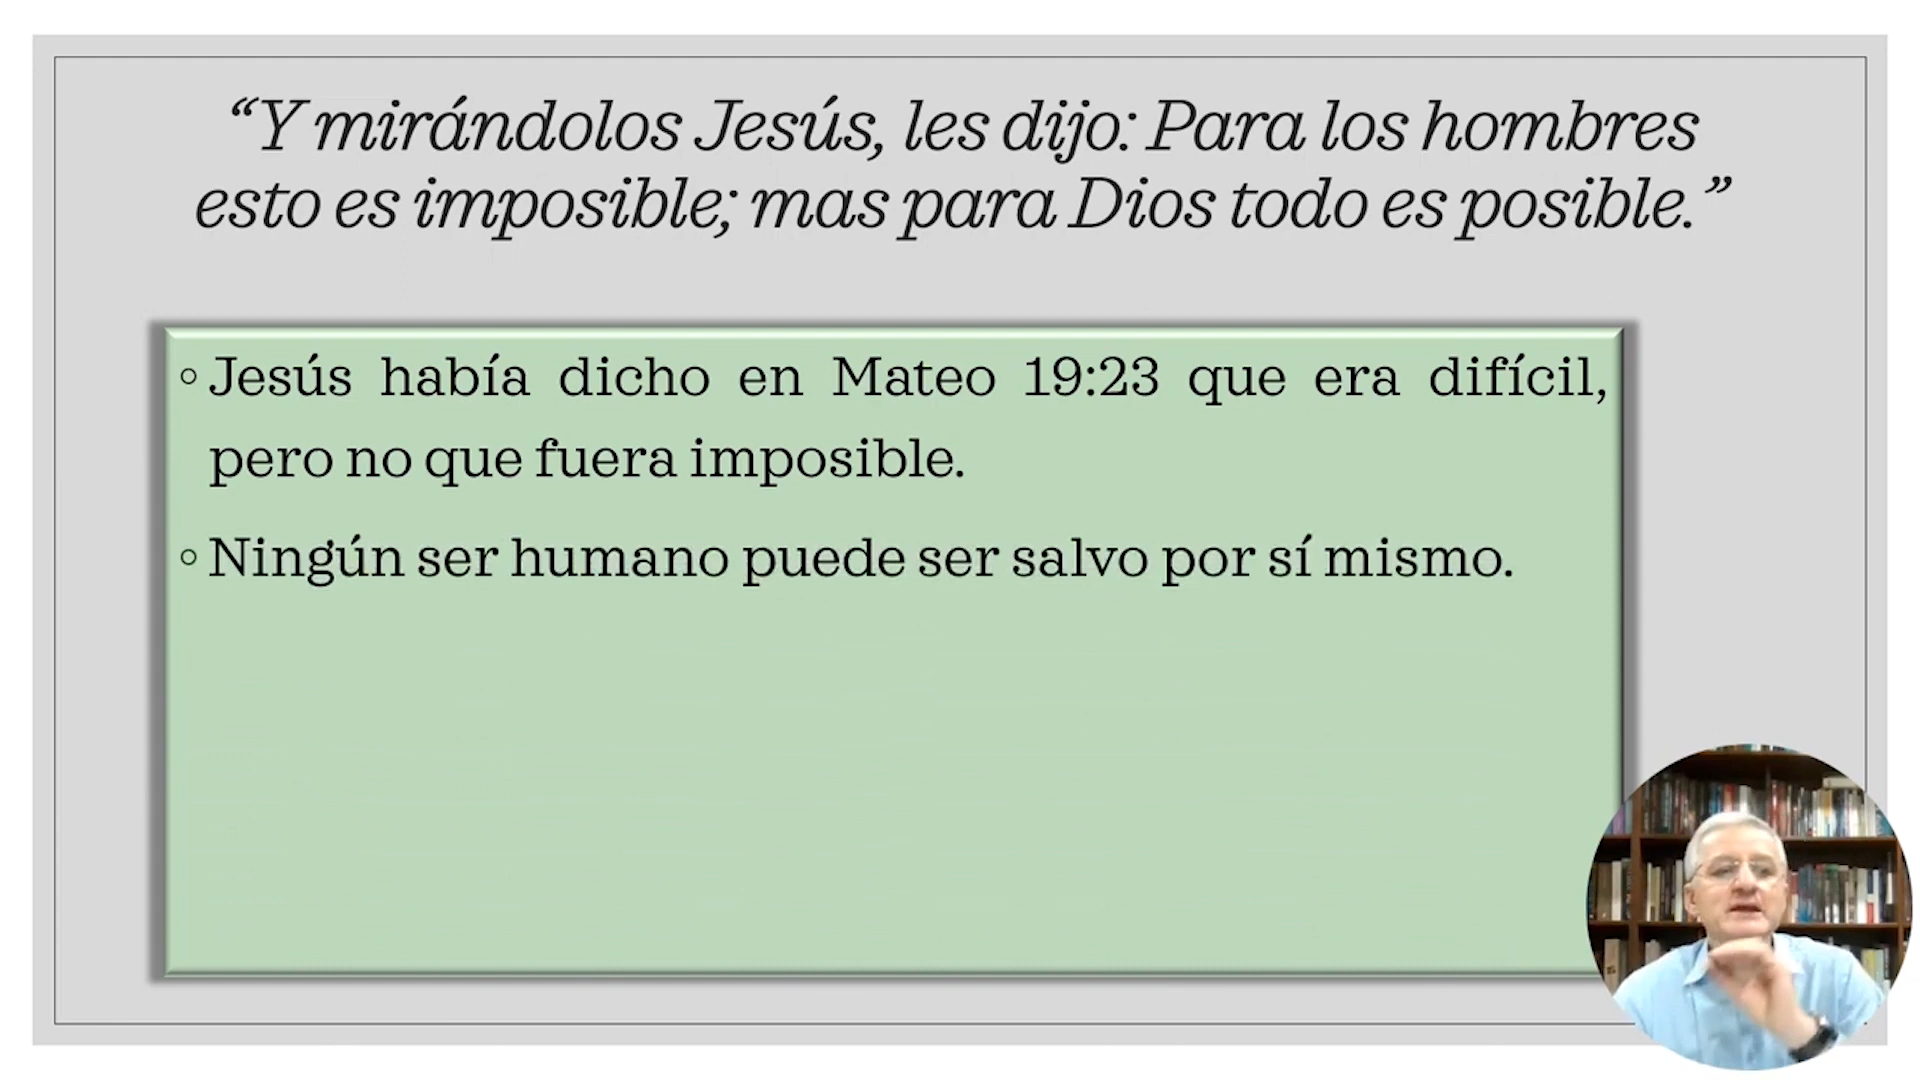 “Y mirándolos Jesús, les dijo: Para los hombres
esto es imposible; mas para Dios todo es posible.”
◦ Jesús había dicho en Mateo 19:23 que era difícil,
pero no que fuera imposible.
◦ Ningún ser humano puede ser salvo por sí mismo.